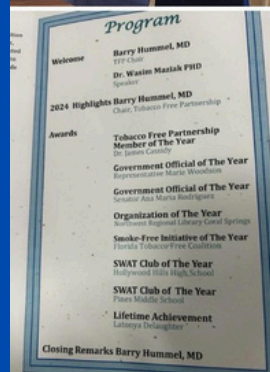 Program
Welcome
Barry Hummel, MD
TFP Chair
Dr. Wasim Maziak PHD
Speaker
2024 Highlights Barry Hummel, MD
Chair, Tobacco Free Partnership
Awards
Tobacco Free Partnership
Member of The Year
Dr. James Cassidy
Government Official of The Year
Representative Marie Woodson
Government Official of The Year
Senator Ana Maria Rodriguez
Organization of The Year
Northwest Regional Library Coral Springs
Smoke-Free Initiative of The Year
Florida Tobacco Free Coalition
SWAT Club of The Year
Hollywood Hills High School
SWAT Club of The Year
Pines Middle School
Lifetime Achievement
Latonya Delaughter
Closing Remarks Barry Hummel, MD